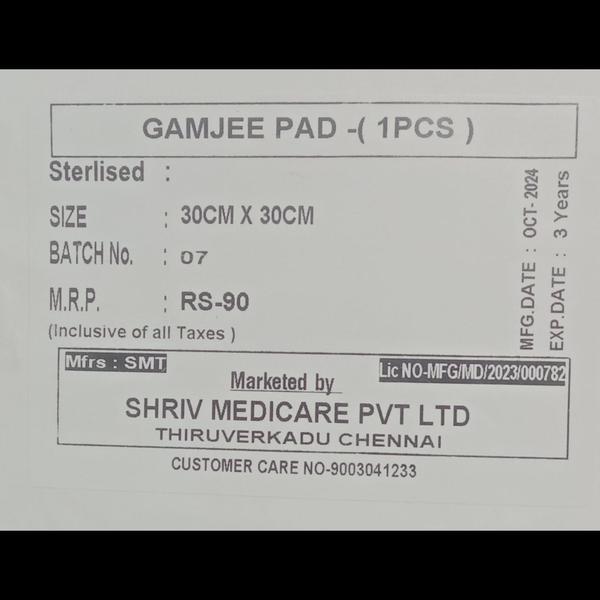 GAMJEE PAD -( 1PCS )
Sterlised :
SIZE : 30CM X 30CM
BATCH No. : 07
M.R.P. : RS-90
(Inclusive of all Taxes )
MFG.DATE : OCT- 2024
EXP.DATE : 3 Years
Mfrs : SMT
Lic NO-MFG/MD/2023/000782
Marketed by
SHRIV MEDICARE PVT LTD
THIRUVERKADU CHENNAI
CUSTOMER CARE NO-9003041233